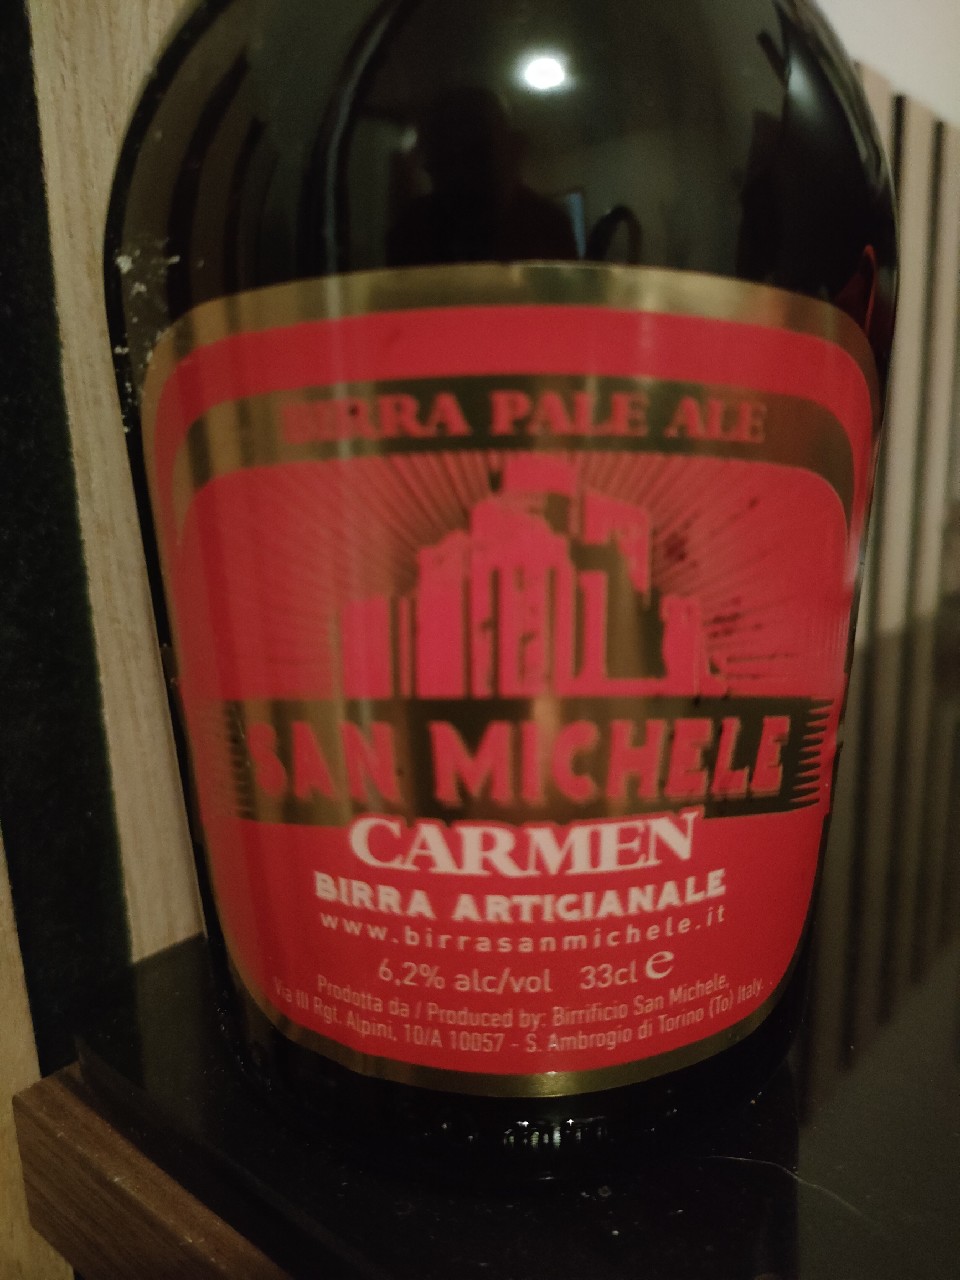 BIRRA PALE ALE
SAN MICHELE
CARMEN
BIRRA ARTIGIANALE
www.birrasanmichele.it
6,2% alc/vol 33cl e
Prodotta da / Produced by: Birrificio San Michele,
Via III Rgt. Alpini, 10/A 10057 - S. Ambrogio di Torino (To) Italy.